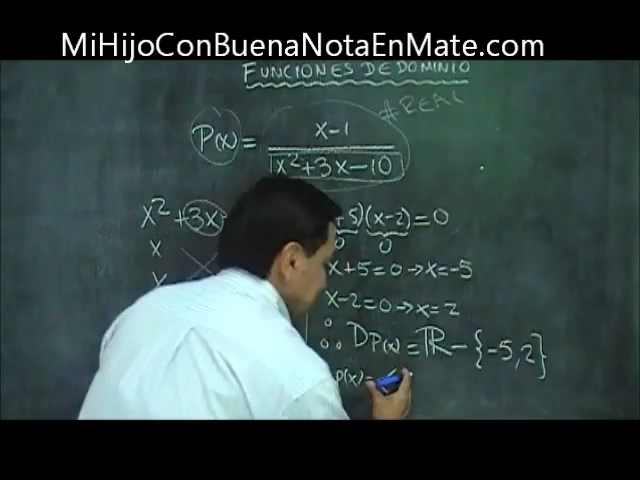 MiHijoConBuenaNotaEnMate.com
FUNCIONES DE DOMINIO
#REAL
P(x) = x-1
x²+3x-10
x² + 3x
+5)(x-2) = 0
x 0 0
x x+5=0→x=-5
x-2=0→x=2
∴ DP(x) = ℝ - {-5,2}
P(x)=